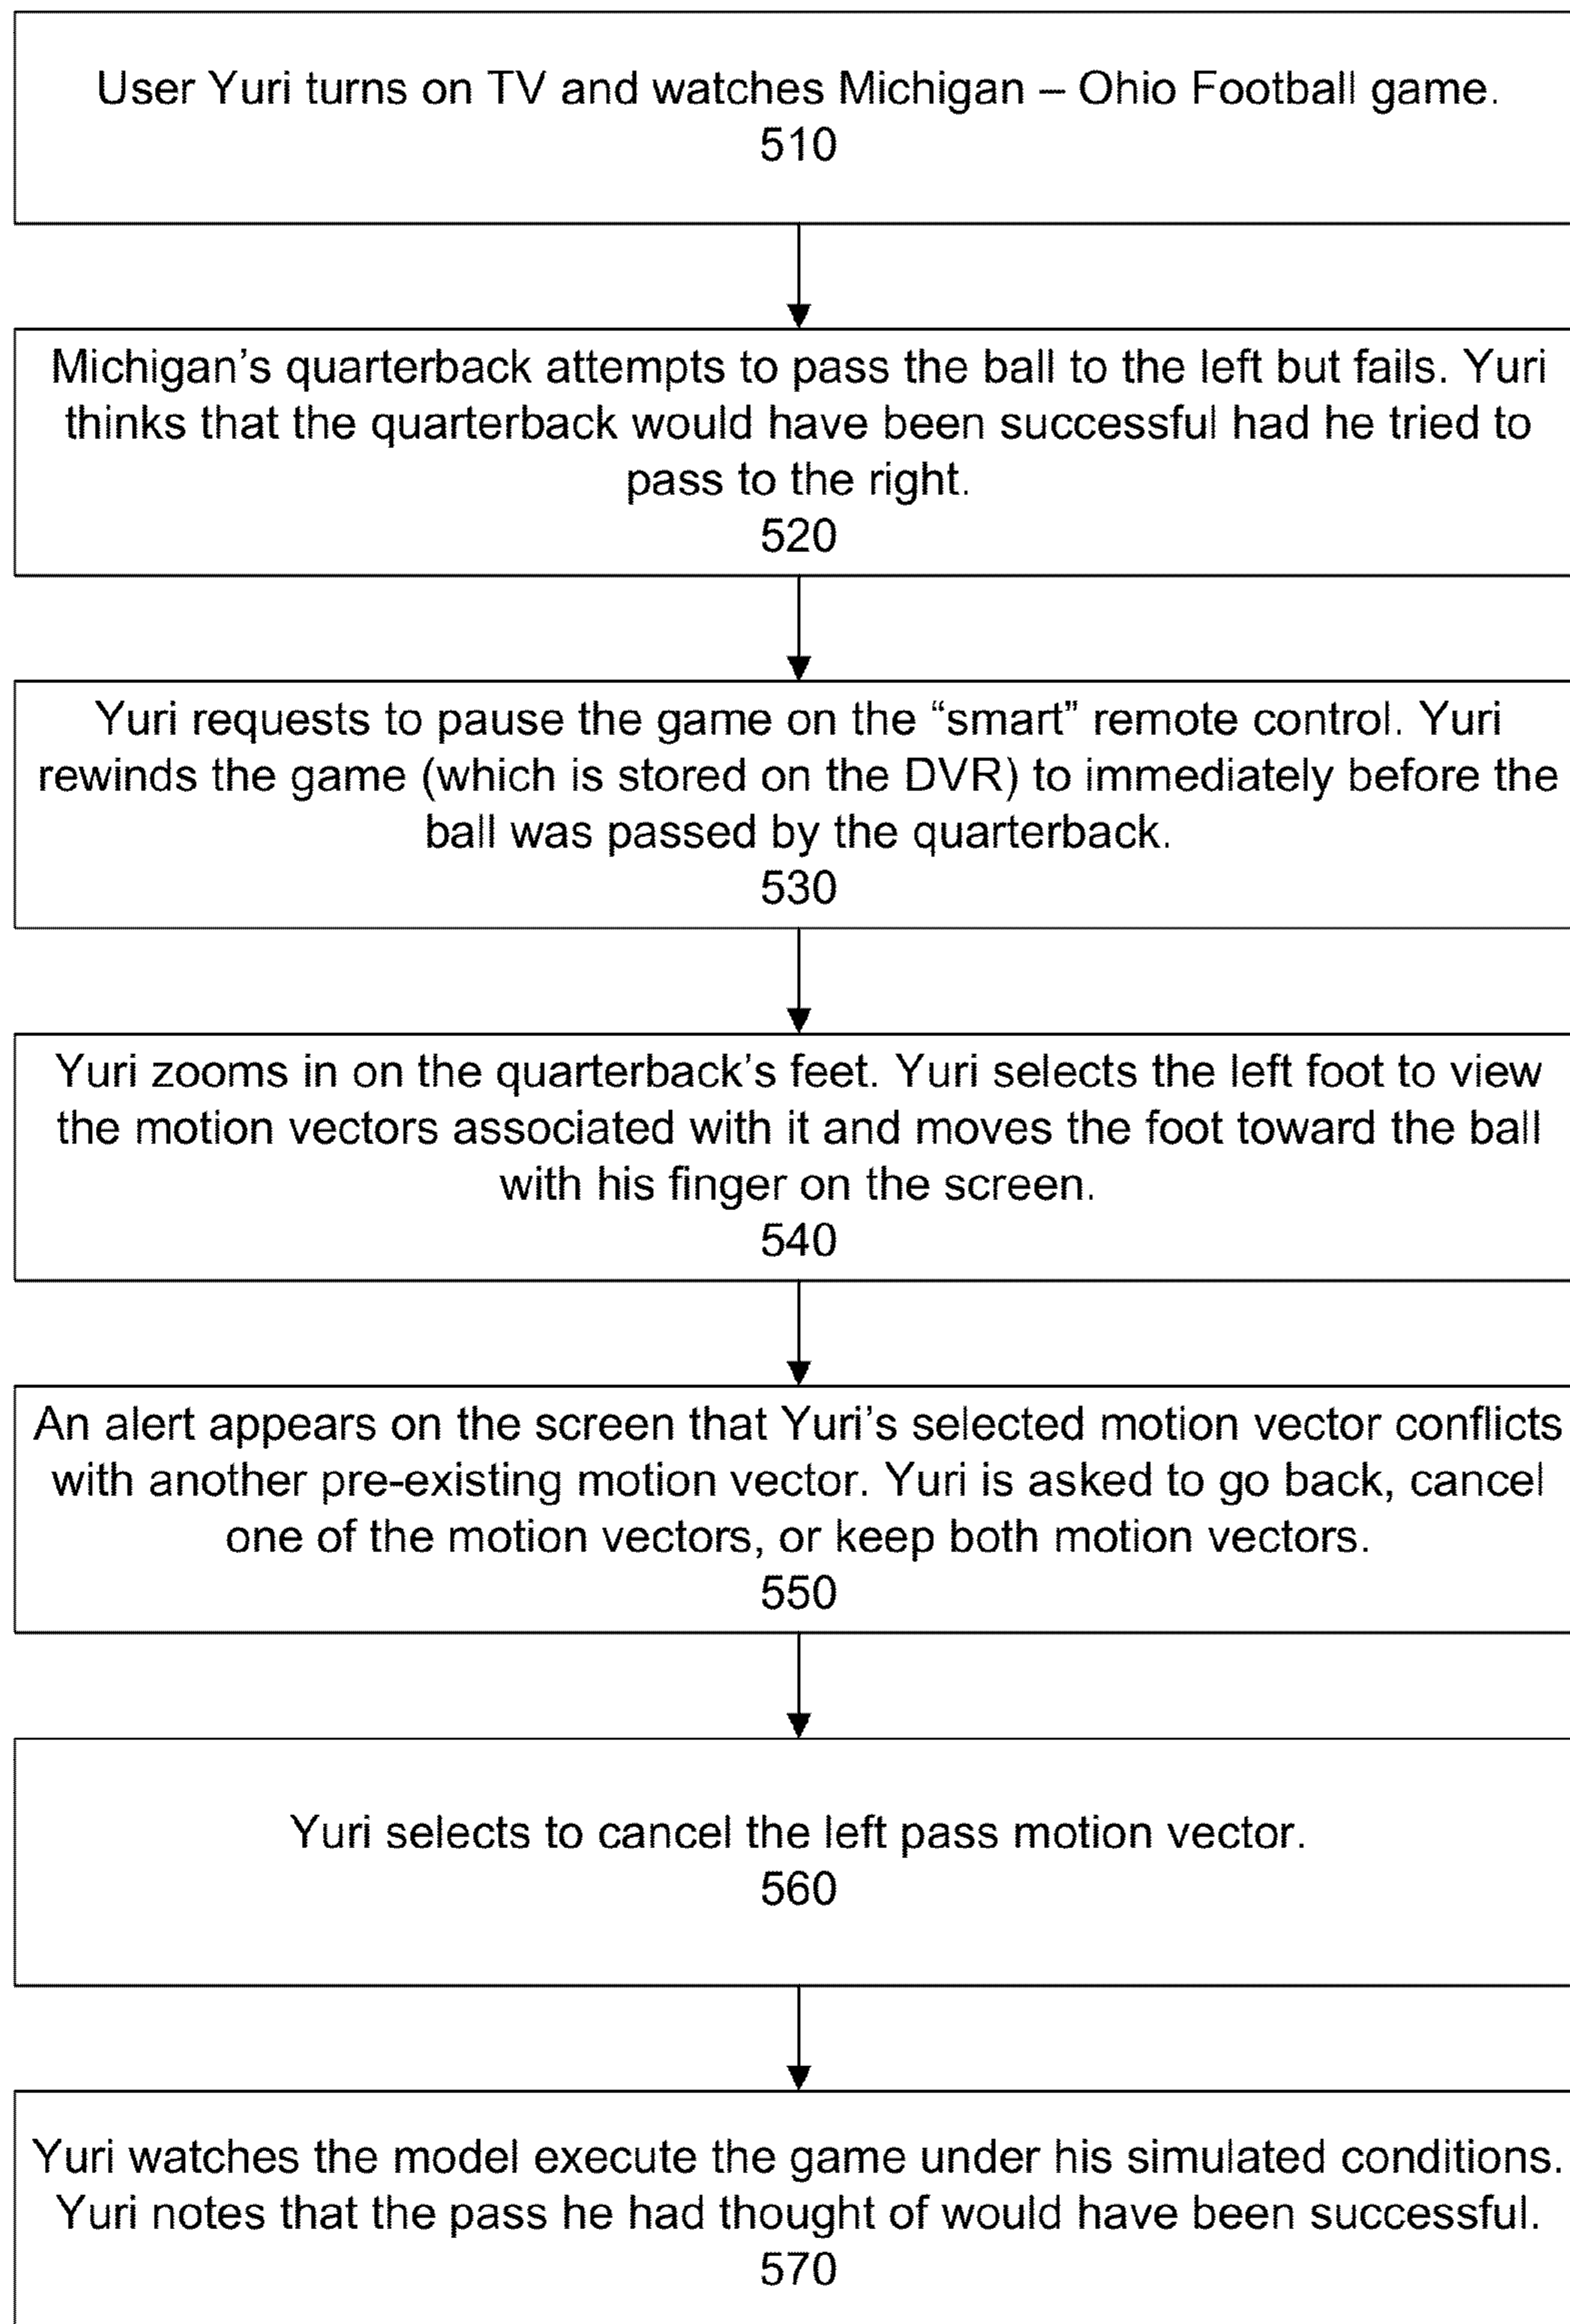 User Yuri turns on TV and watches Michigan – Ohio Football game.
510
Michigan’s quarterback attempts to pass the ball to the left but fails. Yuri
thinks that the quarterback would have been successful had he tried to
pass to the right.
520
Yuri requests to pause the game on the “smart” remote control. Yuri
rewinds the game (which is stored on the DVR) to immediately before the
ball was passed by the quarterback.
530
Yuri zooms in on the quarterback’s feet. Yuri selects the left foot to view
the motion vectors associated with it and moves the foot toward the ball
with his finger on the screen.
540
An alert appears on the screen that Yuri’s selected motion vector conflicts
with another pre-existing motion vector. Yuri is asked to go back, cancel
one of the motion vectors, or keep both motion vectors.
550
Yuri selects to cancel the left pass motion vector.
560
Yuri watches the model execute the game under his simulated conditions.
Yuri notes that the pass he had thought of would have been successful.
570